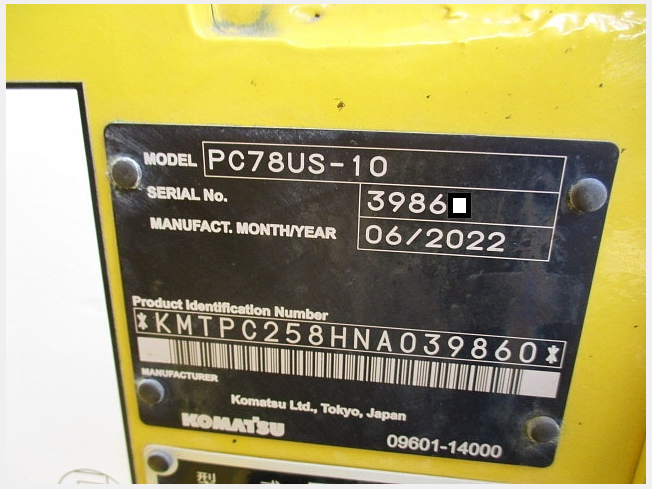 MODEL PC78US-10
SERIAL No. 3986
MANUFACT. MONTH/YEAR 06/2022
Product Identification Number
*KMTPC258HNA039860*
MANUFACTURER
Komatsu Ltd., Tokyo, Japan
KOMATSU
09601-14000
型